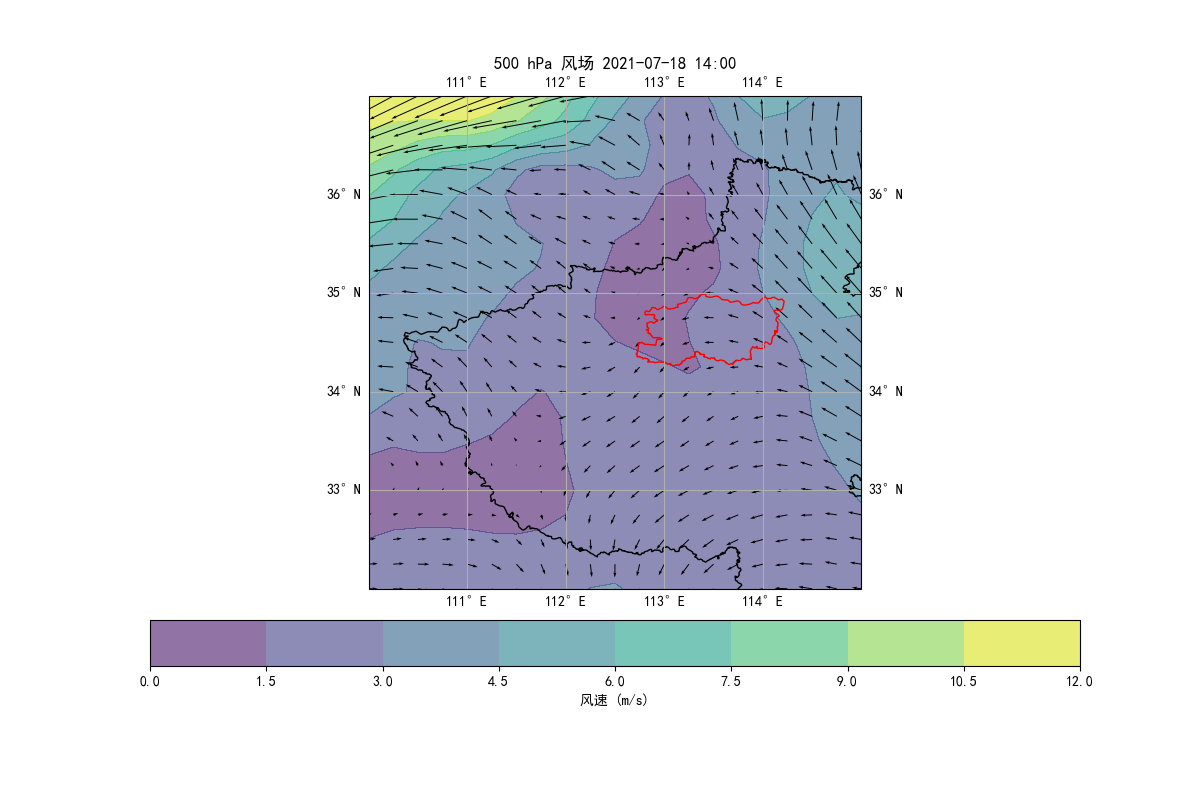 500 hPa 风场 2021-07-18 14:00
111° E 112° E 113° E 114° E
36° N 36° N
35° N 35° N
34° N 34° N
33° N 33° N
111° E 112° E 113° E 114° E
0.0 1.5 3.0 4.5 6.0 7.5 9.0 10.5 12.0
风速 (m/s)